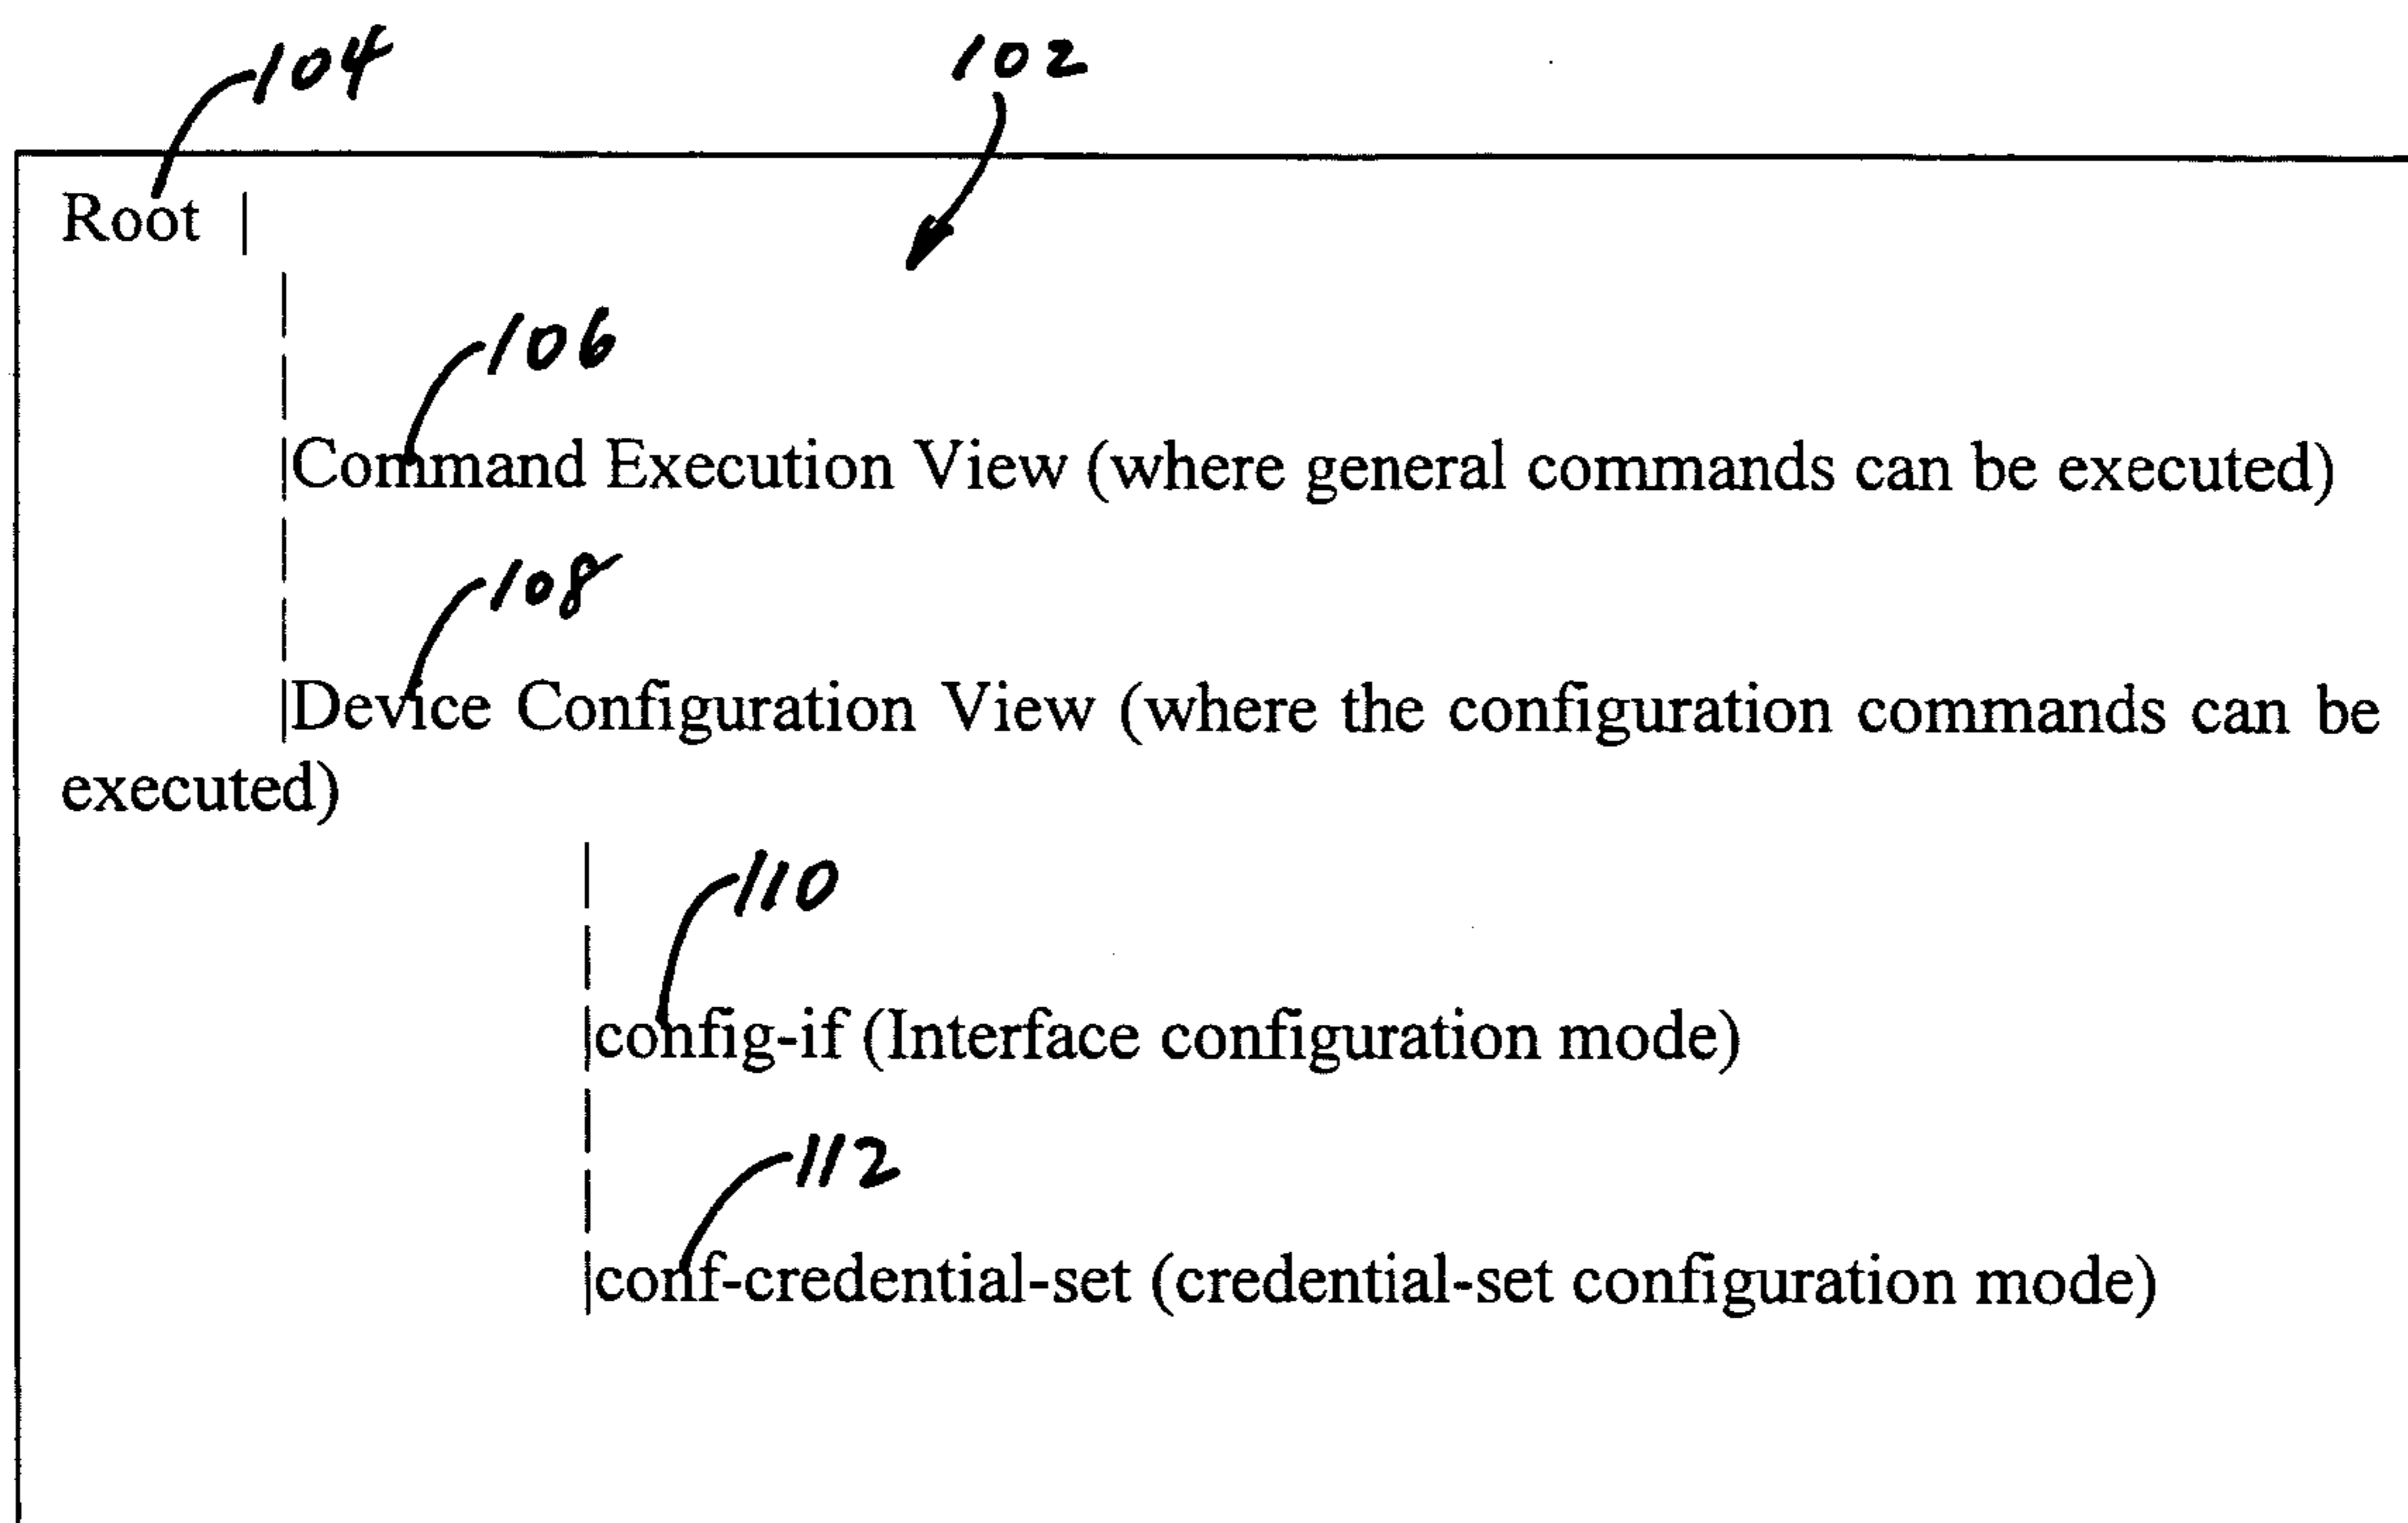 104
102
Root |
106
|Command Execution View (where general commands can be executed)
108
|Device Configuration View (where the configuration commands can be
executed)
110
|config-if (Interface configuration mode)
112
|conf-credential-set (credential-set configuration mode)